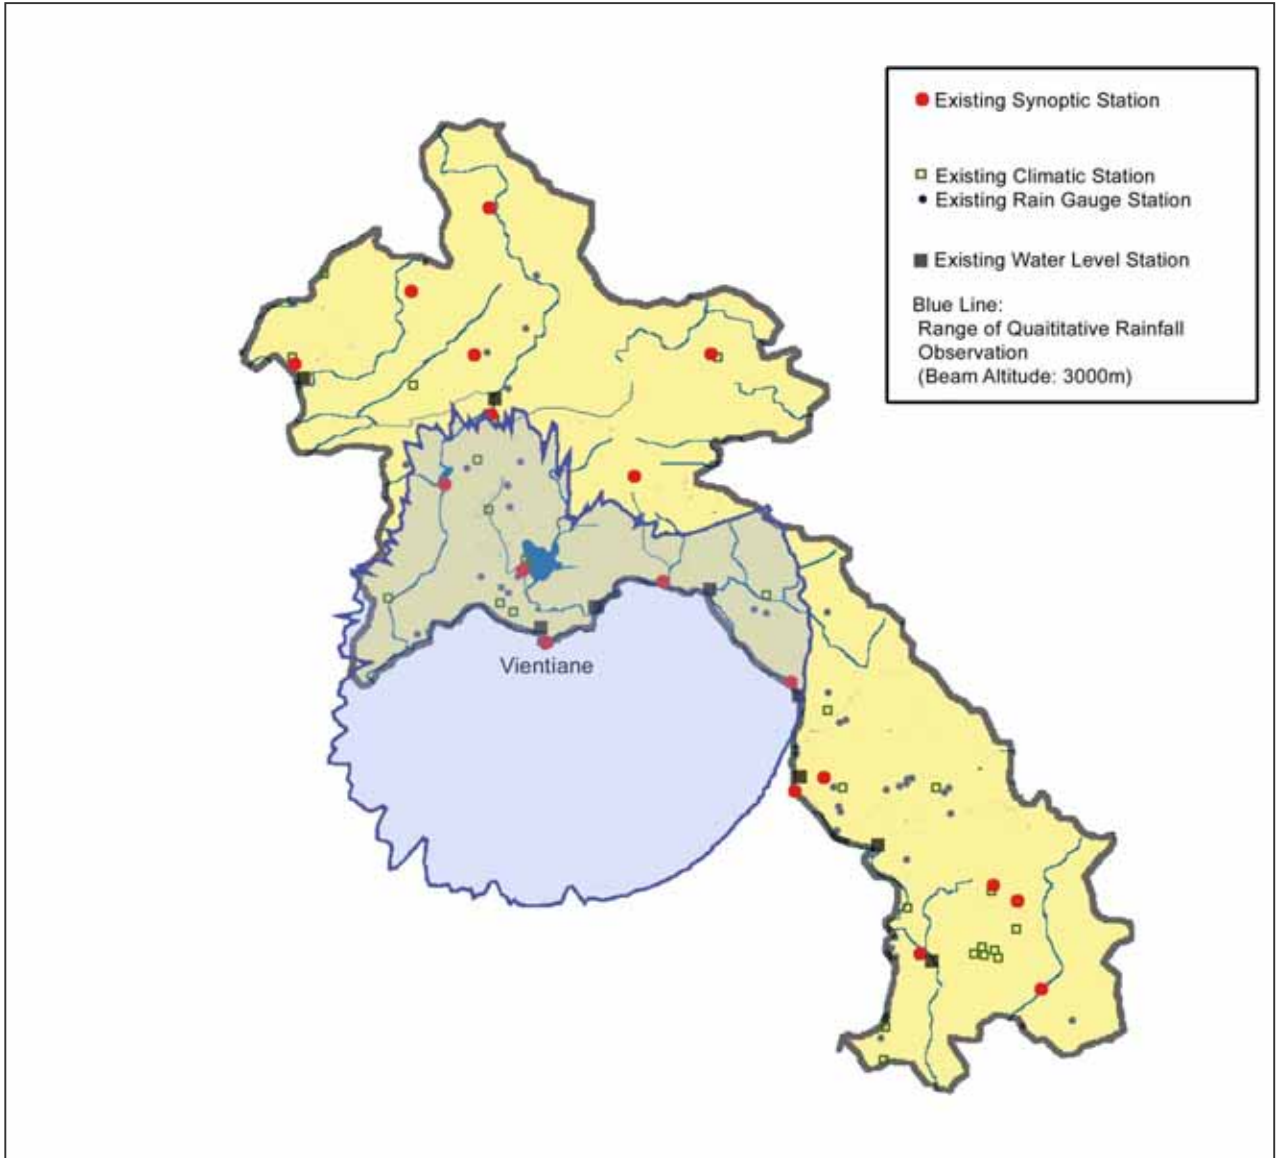 Existing Synoptic Station
Existing Climatic Station
Existing Rain Gauge Station
Existing Water Level Station
Blue Line:
Range of Quaititative Rainfall
Observation
(Beam Altitude: 3000m)
Vientiane